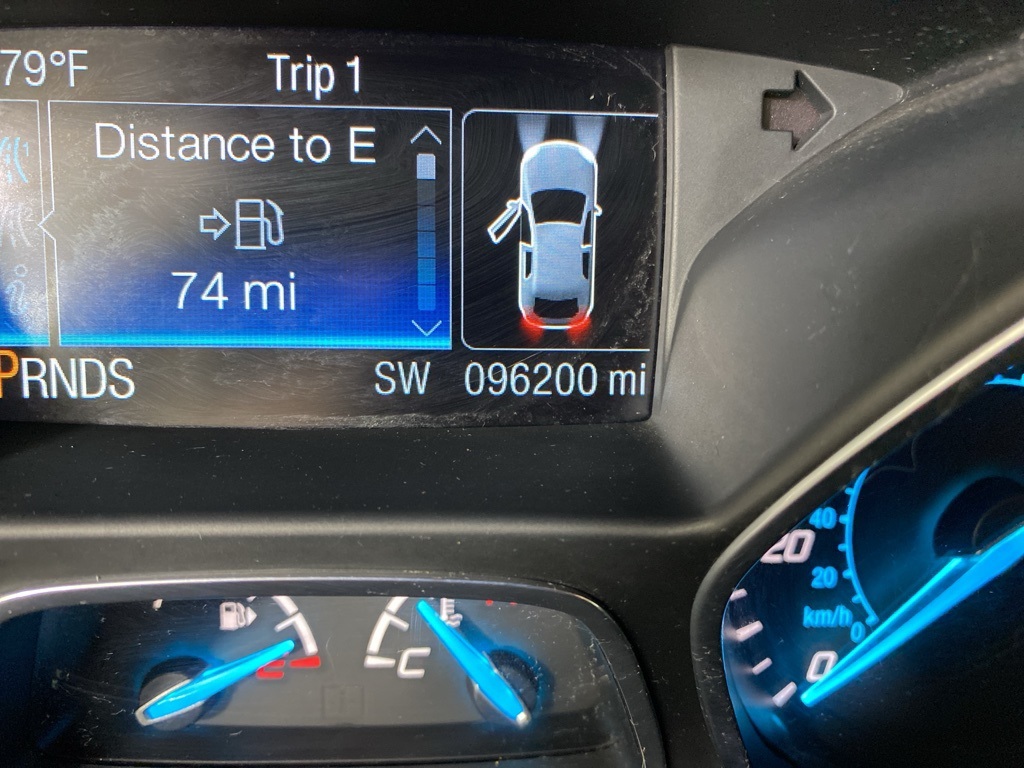 79°F
Trip 1
Distance to E
74 mi
PRNDS
SW
096200 mi
40
20
20
km/h
0
0
C